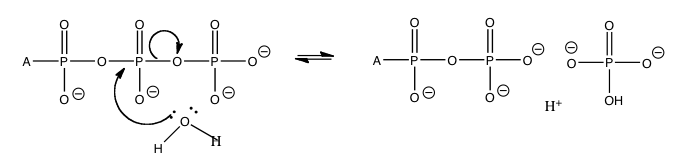 O O O O O O
A P O P O P O ⊖ A P O P O ⊖ ⊖ O P O ⊖
O ⊖ O ⊖ O ⊖ O ⊖ O ⊖ H⁺ OH
O
H H